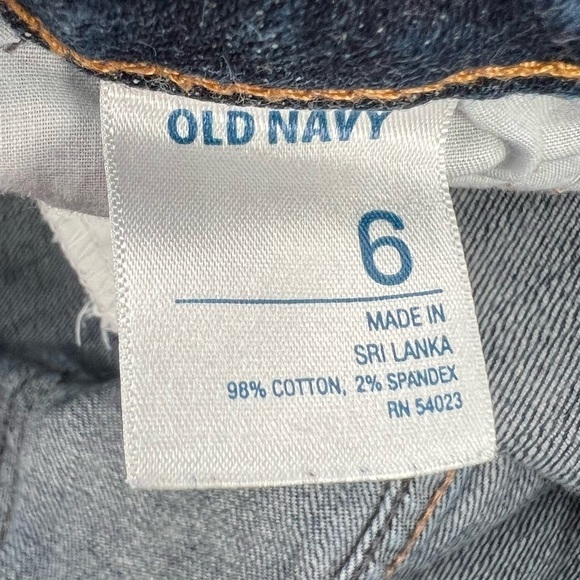 OLD NAVY
6
MADE IN
SRI LANKA
98% COTTON, 2% SPANDEX
RN 54023